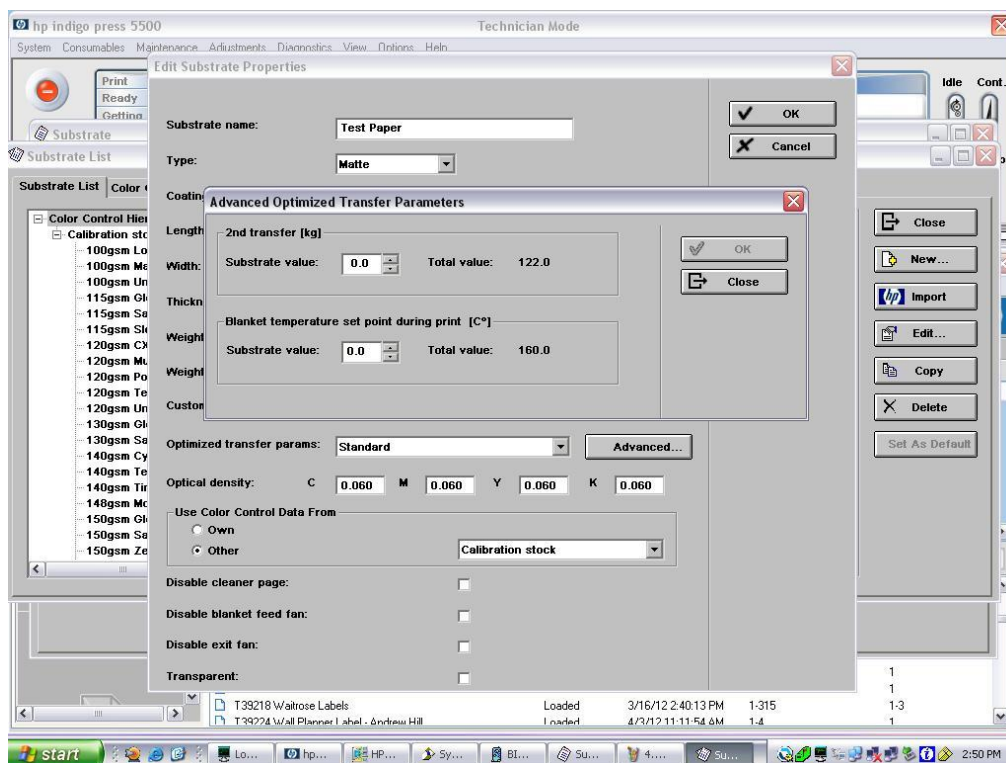 hp indigo press 5500 Technician Mode
System Consumables Maintenance Adjustments Diagnostics View Options Help
Edit Substrate Properties
Print
Ready
Getting
Idle Cont.
Substrate
Substrate List
Substrate name: Test Paper
OK
Cancel
Type: Matte
Substrate List Color
Coating
Advanced Optimized Transfer Parameters
Color Control Hier
Calibration stc
100gsm Lo
100gsm Ma
100gsm Un
115gsm Gl
115gsm Sa
115gsm Sk
120gsm CX
120gsm Mu
120gsm Po
120gsm Te
120gsm Un
130gsm Gl
130gsm Sa
140gsm Cy
140gsm Te
140gsm Tir
148gsm Mc
150gsm Gl
150gsm Sa
150gsm Ze
Length
Width:
Thickn
Weight
Weight
Custom
2nd transfer [kg]
Substrate value: 0.0 Total value: 122.0
Blanket temperature set point during print [C°]
Substrate value: 0.0 Total value: 160.0
OK
Close
Close
New...
Import
Edit...
Copy
Delete
Set As Default
Optimized transfer params: Standard Advanced...
Optical density: C 0.060 M 0.060 Y 0.060 K 0.060
Use Color Control Data From
Own
Other Calibration stock
Disable cleaner page:
Disable blanket feed fan:
Disable exit fan:
Transparent:
1
1
T39218 Waitrose Labels Loaded 3/16/12 2:40:13 PM 1-315 1-3
T39224 Wall Planner Label - Andrew Hill Loaded 4/3/12 11:11:54 AM 1-4 1
start Lo... hp... HP... Sy... BI... Su... 4.... Su... 2:50 PM